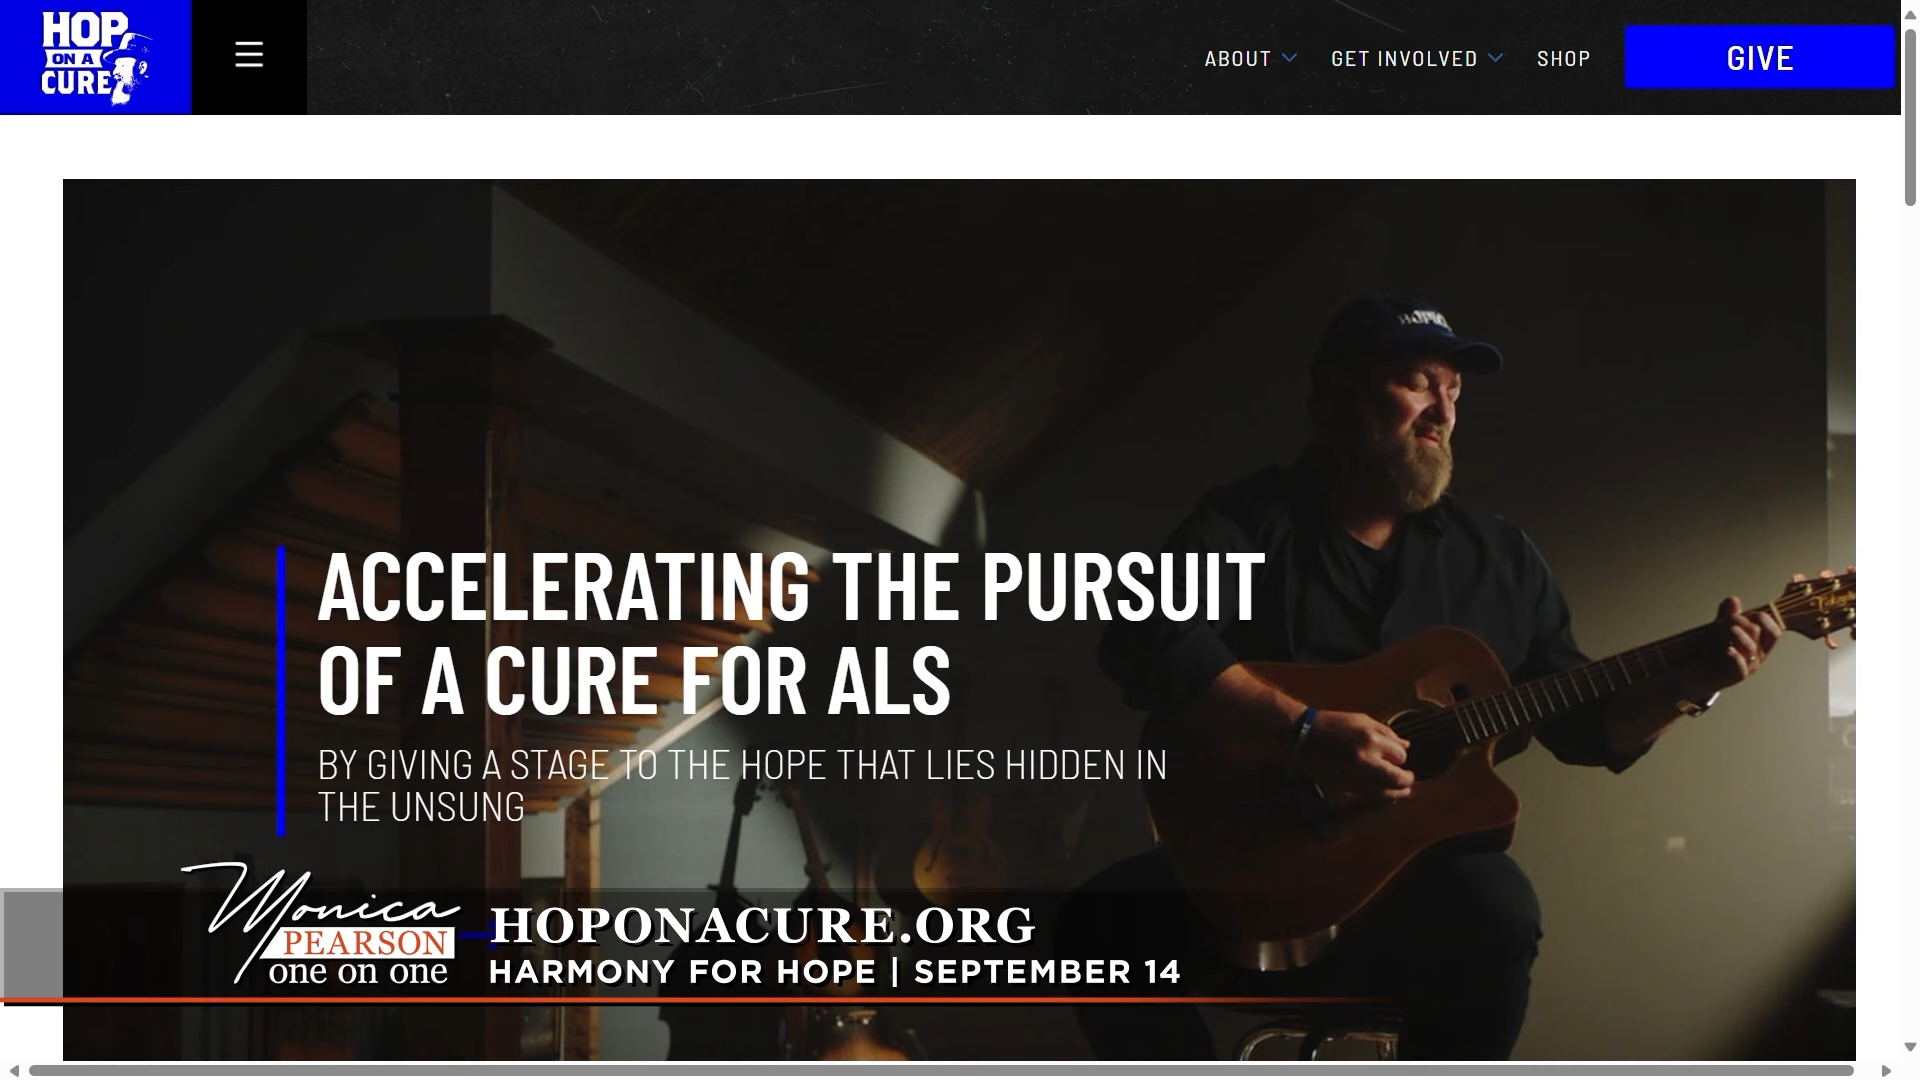 HOP
ON A
CURE
ABOUT
GET INVOLVED
SHOP
GIVE
ACCELERATING THE PURSUIT
OF A CURE FOR ALS
BY GIVING A STAGE TO THE HOPE THAT LIES HIDDEN IN
THE UNSUNG
Monica
PEARSON
one on one
HOPONACURE.ORG
HARMONY FOR HOPE | SEPTEMBER 14